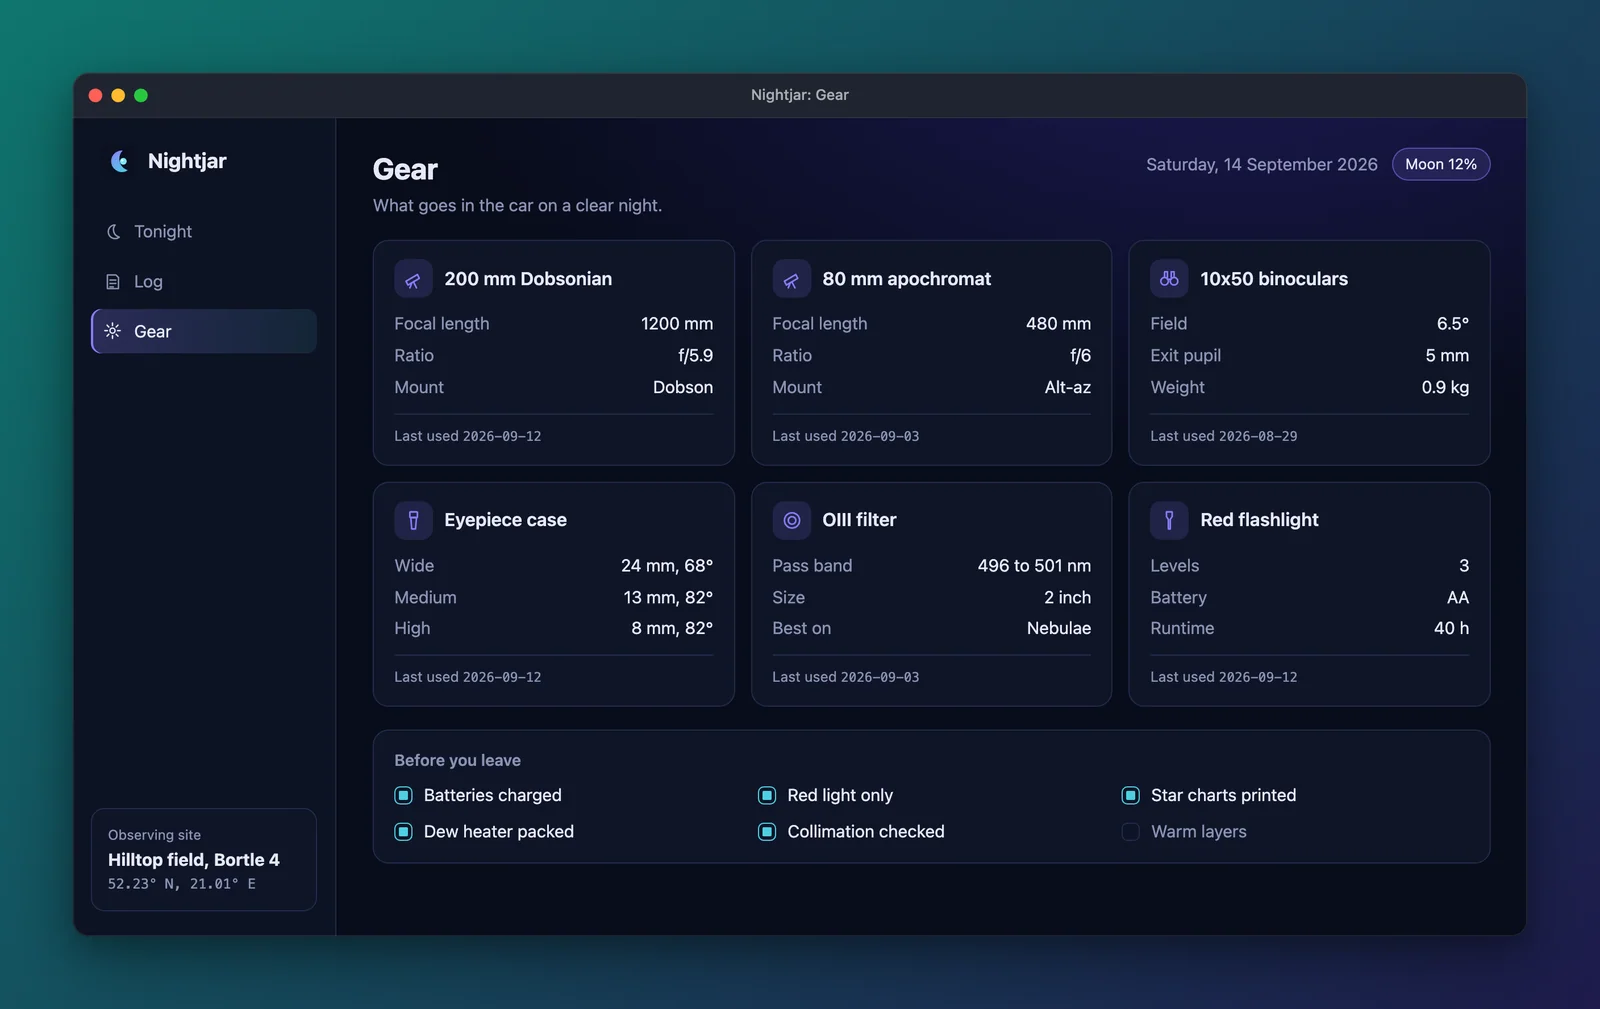 Nightjar: Gear
Nightjar
Tonight
Log
Gear
Observing site
Hilltop field, Bortle 4
52.23° N, 21.01° E
Gear
What goes in the car on a clear night.
Saturday, 14 September 2026
Moon 12%
200 mm Dobsonian
Focal length 1200 mm
Ratio f/5.9
Mount Dobson
Last used 2026-09-12
80 mm apochromat
Focal length 480 mm
Ratio f/6
Mount Alt-az
Last used 2026-09-03
10x50 binoculars
Field 6.5°
Exit pupil 5 mm
Weight 0.9 kg
Last used 2026-08-29
Eyepiece case
Wide 24 mm, 68°
Medium 13 mm, 82°
High 8 mm, 82°
Last used 2026-09-12
OIII filter
Pass band 496 to 501 nm
Size 2 inch
Best on Nebulae
Last used 2026-09-03
Red flashlight
Levels 3
Battery AA
Runtime 40 h
Last used 2026-09-12
Before you leave
Batteries charged
Red light only
Star charts printed
Dew heater packed
Collimation checked
Warm layers